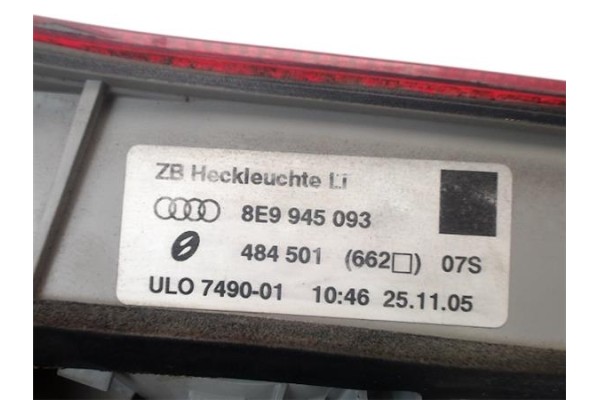 ZB Heckleuchte Li
8E9 945 093
484 501 (662□) 07S
ULO 7490-01 10:46 25.11.05